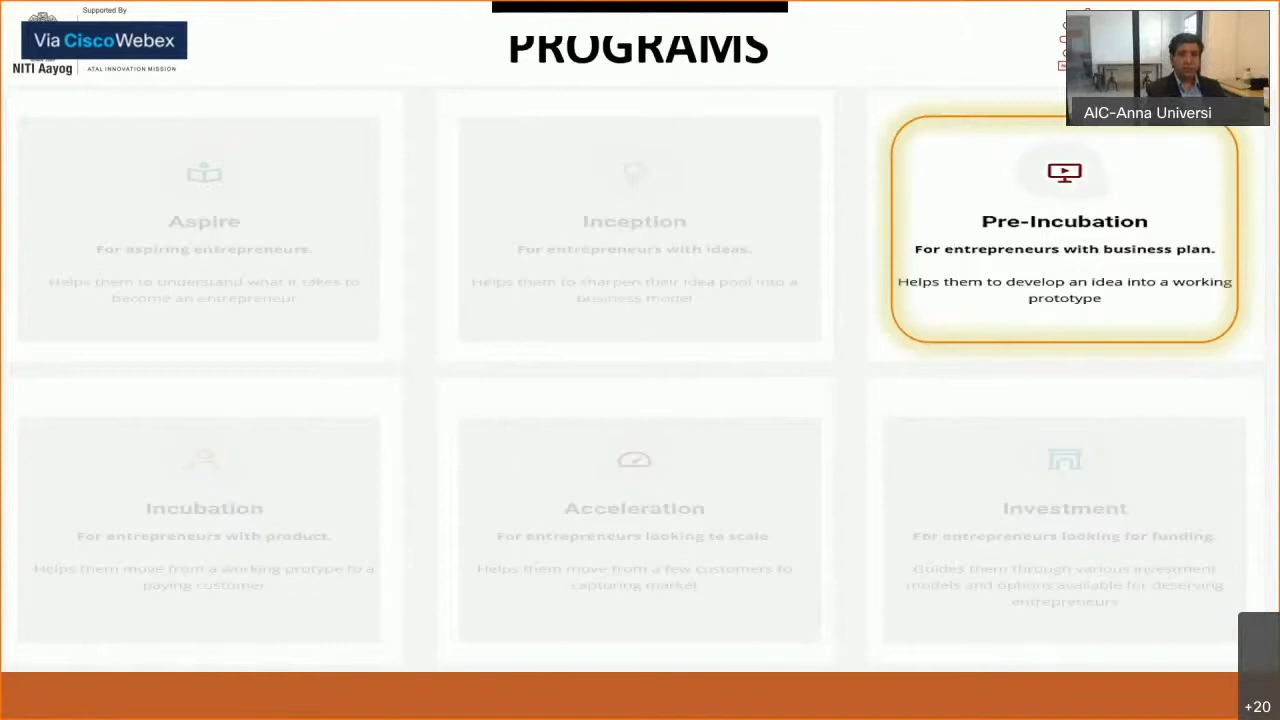 Supported By
Via CiscoWebex
NITI Aayog
ATAL INNOVATION MISSION
PROGRAMS
AIC-Anna Universi
Aspire
For aspiring entrepreneurs.
Helps them to understand what it takes to
become an entrepreneur
Inception
For entrepreneurs with ideas.
Helps them to sharpen their idea pool into a
business model
Pre-Incubation
For entrepreneurs with business plan.
Helps them to develop an idea into a working
prototype
Incubation
For entrepreneurs with product.
Helps them move from a working protype to a
paying customer
Acceleration
For entrepreneurs looking to scale
Helps them move from a few customers to
capturing market
Investment
For entrepreneurs looking for funding.
Guides them through various investment
models and options available for deserving
entrepreneurs
+20